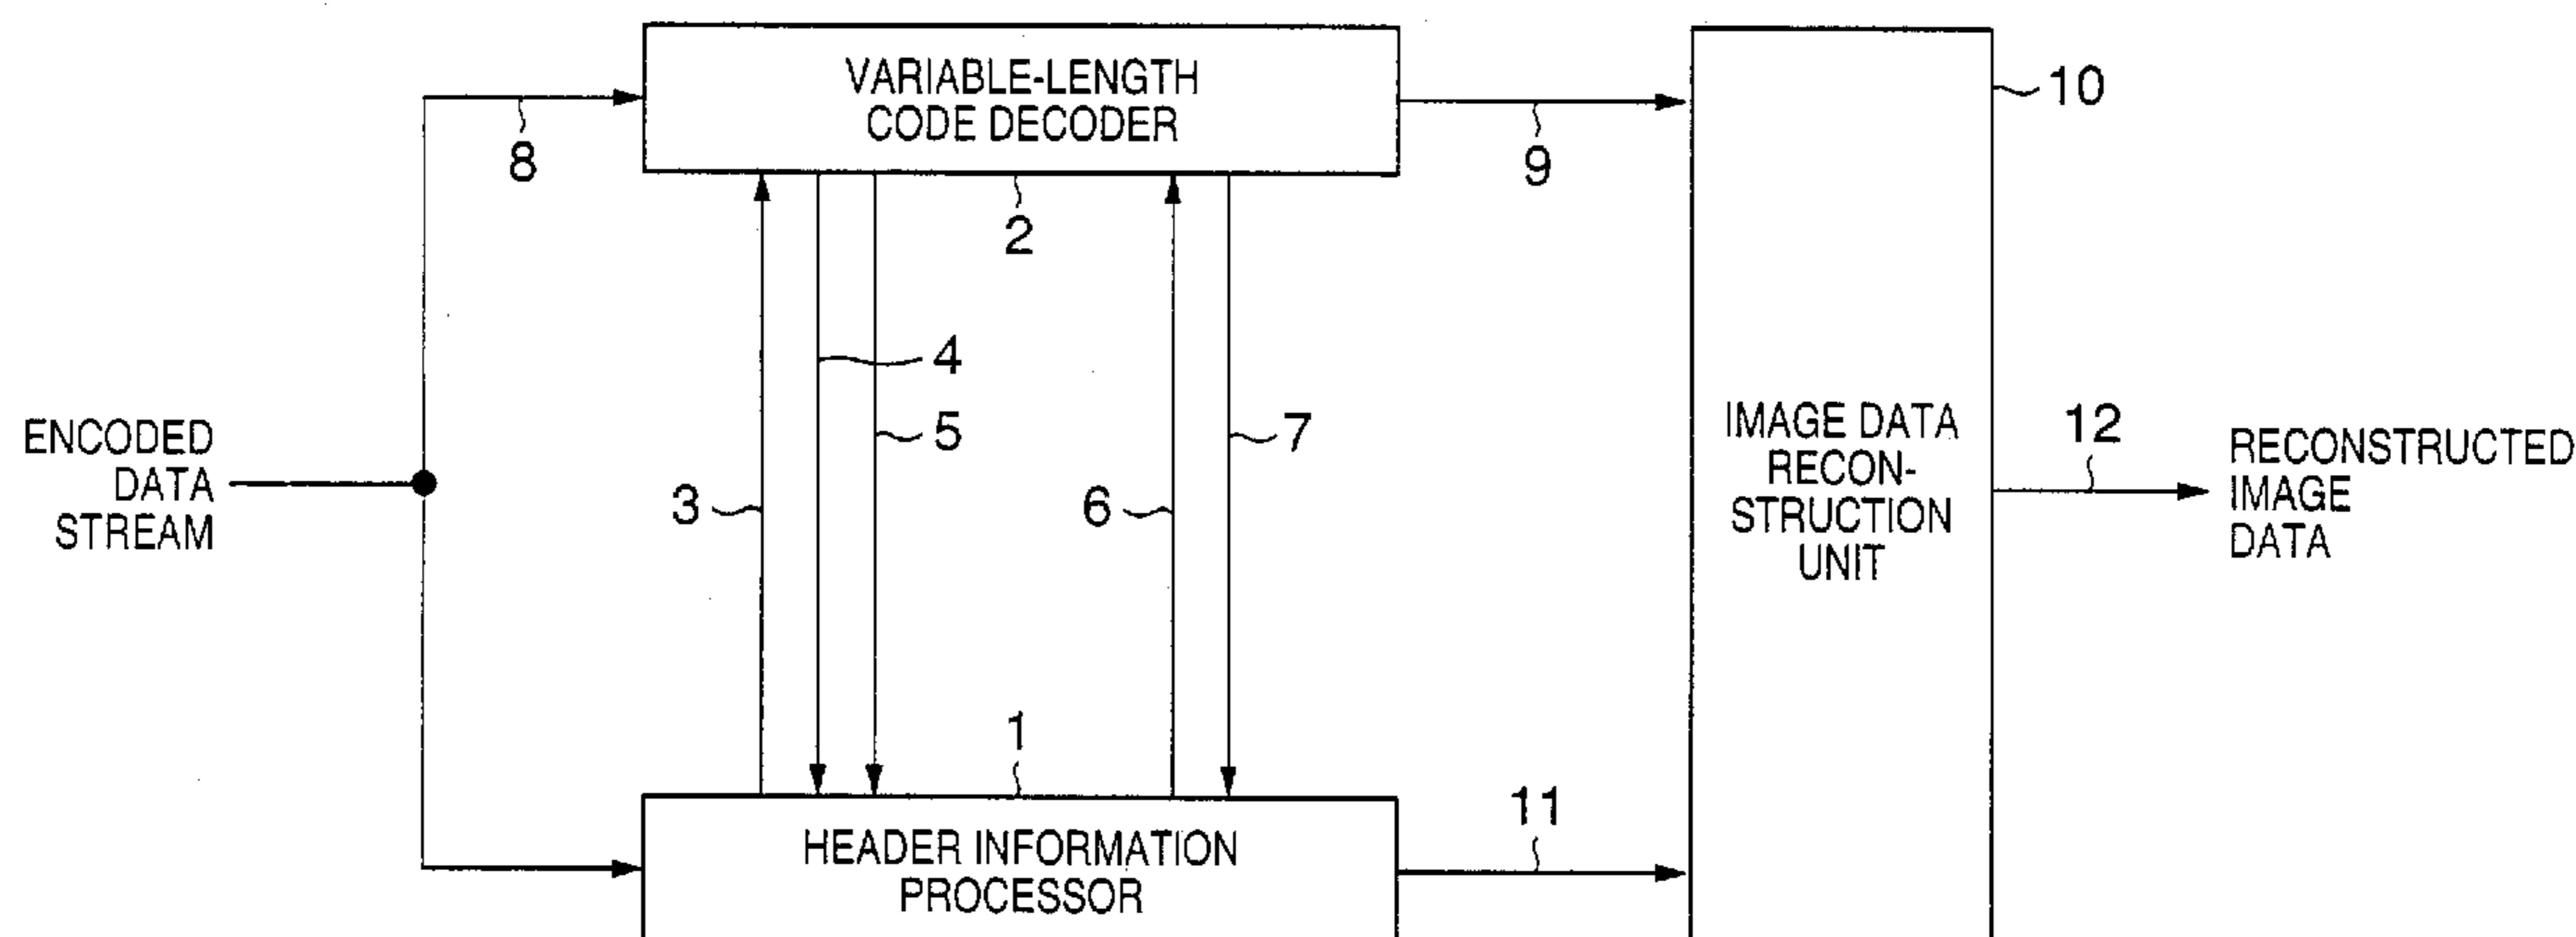 VARIABLE-LENGTH
CODE DECODER
10
8
9
2
4
ENCODED
DATA
STREAM
5
7
3
6
IMAGE DATA
RECON-
STRUCTION
UNIT
12
RECONSTRUCTED
IMAGE
DATA
1
11
HEADER INFORMATION
PROCESSOR